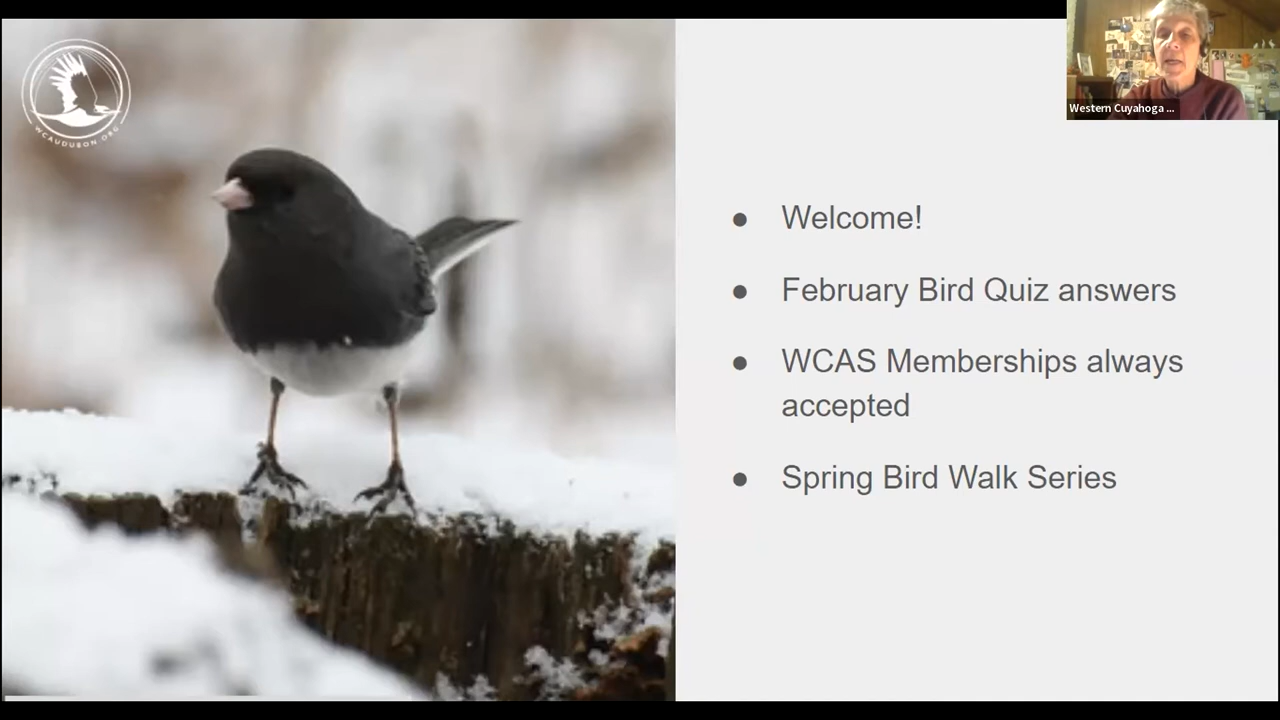 WCAUDUBON.ORG
Western Cuyahoga ...
● Welcome!
● February Bird Quiz answers
● WCAS Memberships always
accepted
● Spring Bird Walk Series